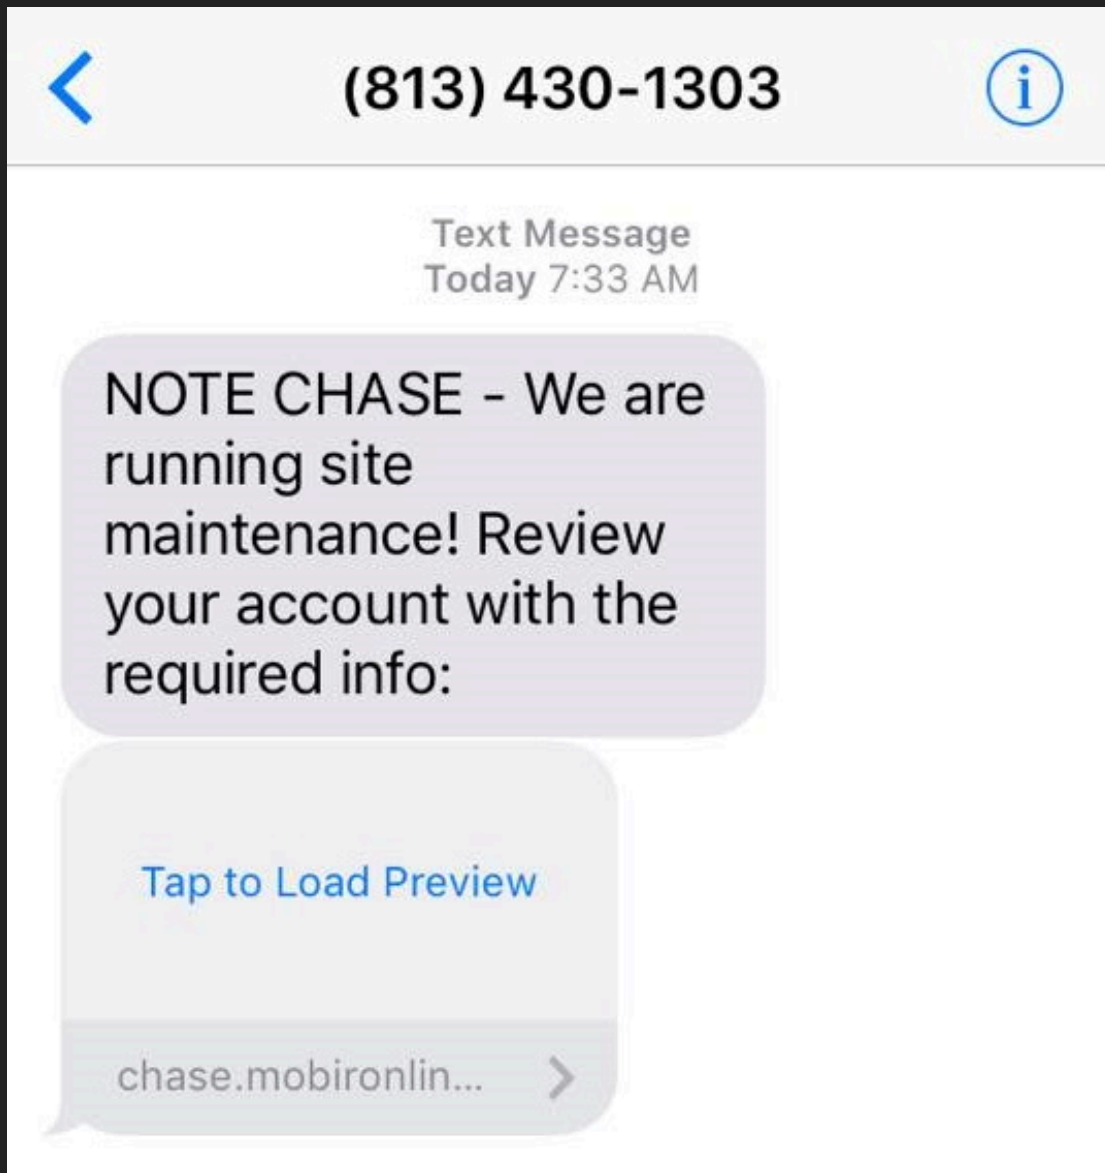 (813) 430-1303
Text Message
Today 7:33 AM
NOTE CHASE - We are
running site
maintenance! Review
your account with the
required info:
Tap to Load Preview
chase.mobironlin...